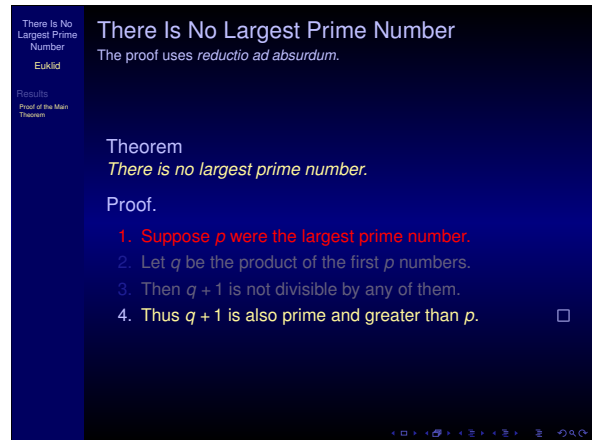 There Is No
Largest Prime
Number
Euklid
Results
Proof of the Main
Theorem
There Is No Largest Prime Number
The proof uses reductio ad absurdum.
Theorem
There is no largest prime number.
Proof.
1. Suppose p were the largest prime number.
2. Let q be the product of the first p numbers.
3. Then q + 1 is not divisible by any of them.
4. Thus q + 1 is also prime and greater than p. □